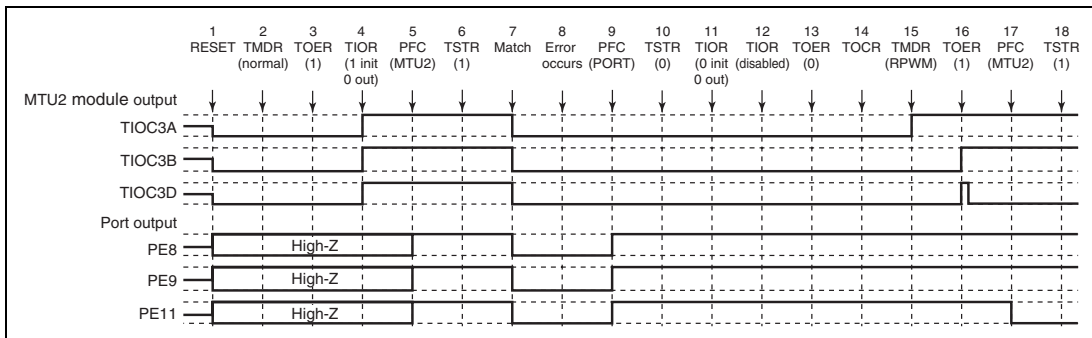 1 2 3 4 5 6 7 8 9 10 11 12 13 14 15 16 17 18
RESET TMDR TOER TIOR PFC TSTR Match Error PFC TSTR TIOR TIOR TOER TOCR TMDR TOER PFC TSTR
(normal) (1) (1 init (MTU2) (1) occurs (PORT) (0) (0 init (disabled) (0) (RPWM) (1) (MTU2) (1)
0 out) 0 out)
MTU2 module output
TIOC3A
TIOC3B
TIOC3D
Port output
PE8 High-Z
PE9 High-Z
PE11 High-Z